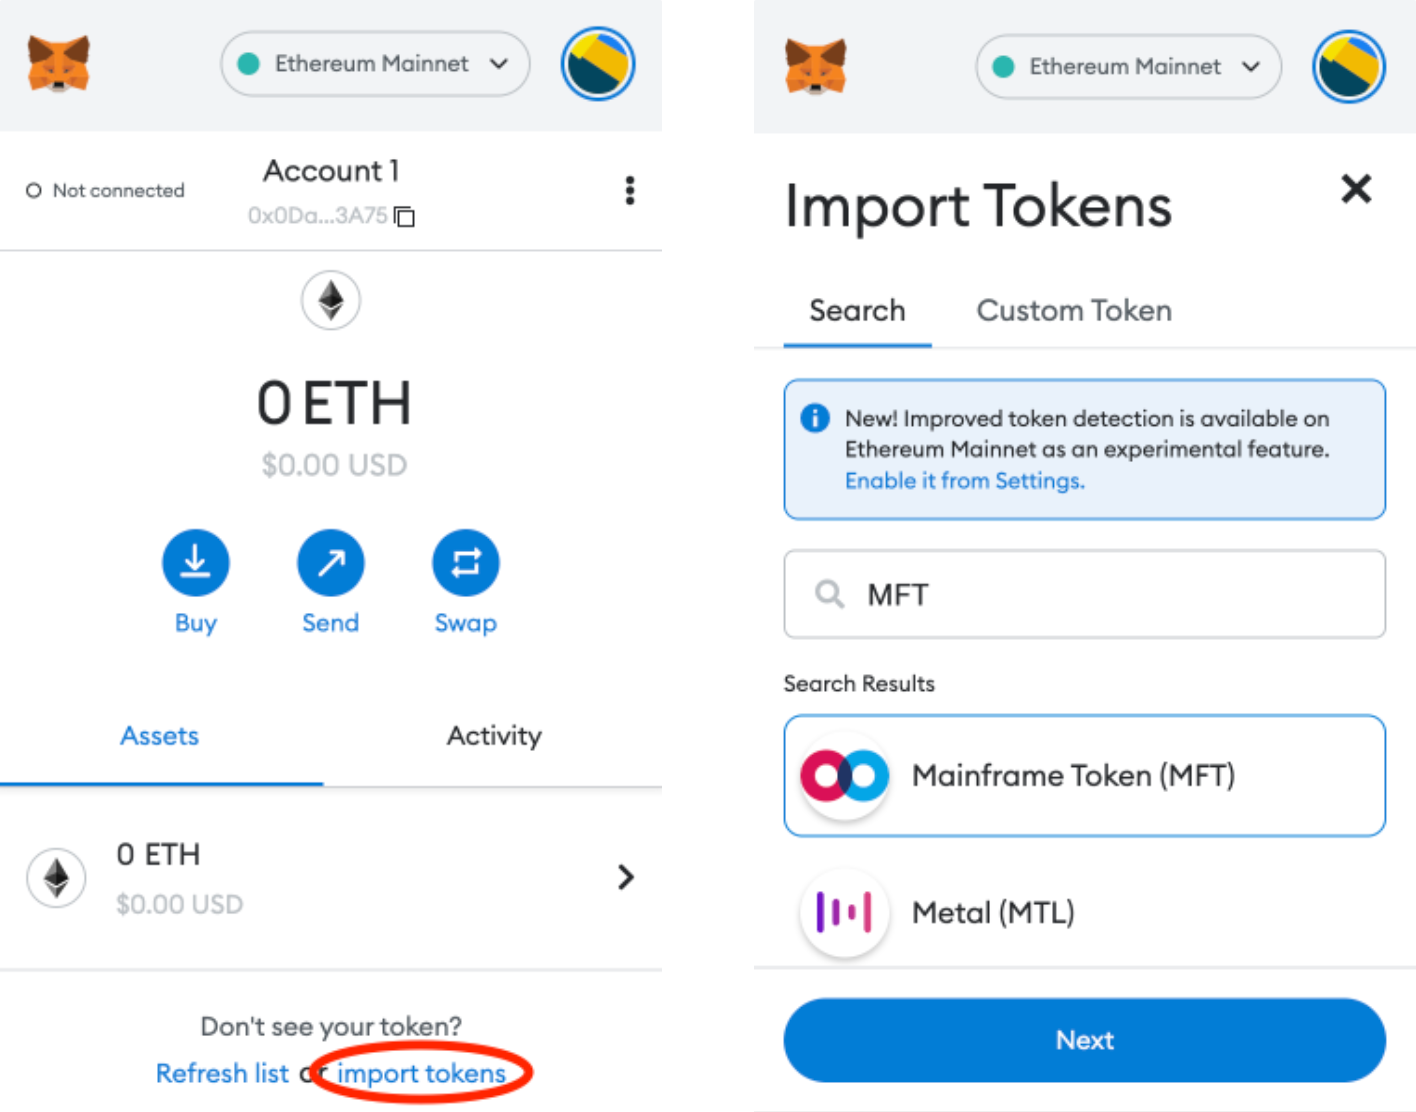 Ethereum Mainnet
Not connected
Account 1
0x0Da...3A75
0 ETH
$0.00 USD
Buy
Send
Swap
Assets
Activity
0 ETH
$0.00 USD
Don't see your token?
Refresh list or import tokens
Ethereum Mainnet
Import Tokens
Search
Custom Token
New! Improved token detection is available on
Ethereum Mainnet as an experimental feature.
Enable it from Settings.
MFT
Search Results
Mainframe Token (MFT)
Metal (MTL)
Next